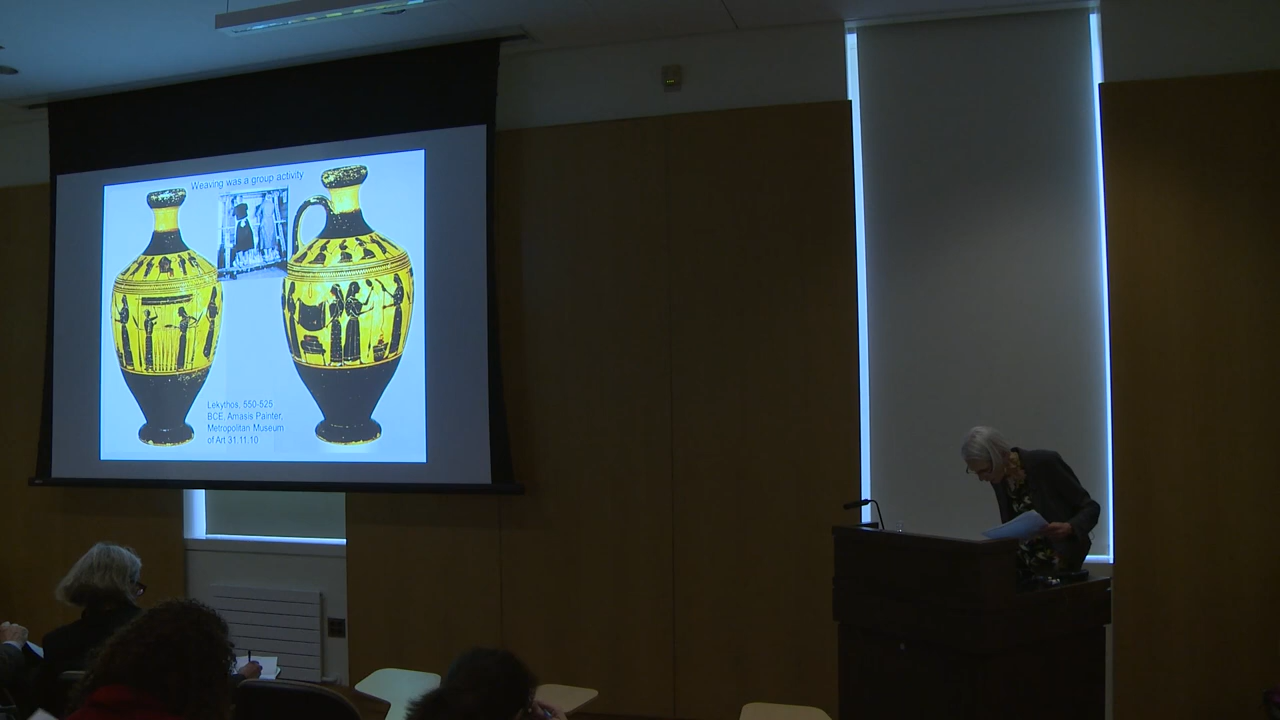 Weaving was a group activity
Lekythos, 550-525
BCE, Amasis Painter,
Metropolitan Museum
of Art 31.11.10